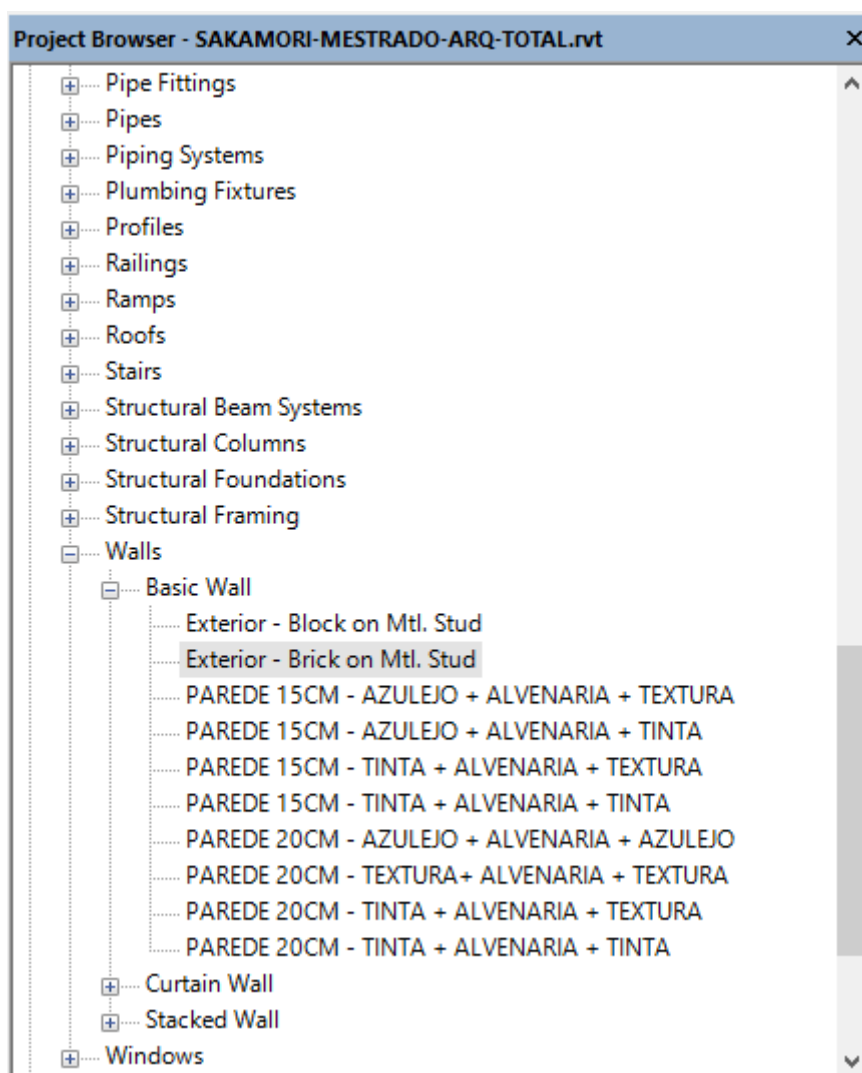 Project Browser - SAKAMORI-MESTRADO-ARQ-TOTAL.rvt
Pipe Fittings
Pipes
Piping Systems
Plumbing Fixtures
Profiles
Railings
Ramps
Roofs
Stairs
Structural Beam Systems
Structural Columns
Structural Foundations
Structural Framing
Walls
Basic Wall
Exterior - Block on Mtl. Stud
Exterior - Brick on Mtl. Stud
PAREDE 15CM - AZULEJO + ALVENARIA + TEXTURA
PAREDE 15CM - AZULEJO + ALVENARIA + TINTA
PAREDE 15CM - TINTA + ALVENARIA + TEXTURA
PAREDE 15CM - TINTA + ALVENARIA + TINTA
PAREDE 20CM - AZULEJO + ALVENARIA + AZULEJO
PAREDE 20CM - TEXTURA+ ALVENARIA + TEXTURA
PAREDE 20CM - TINTA + ALVENARIA + TEXTURA
PAREDE 20CM - TINTA + ALVENARIA + TINTA
Curtain Wall
Stacked Wall
Windows